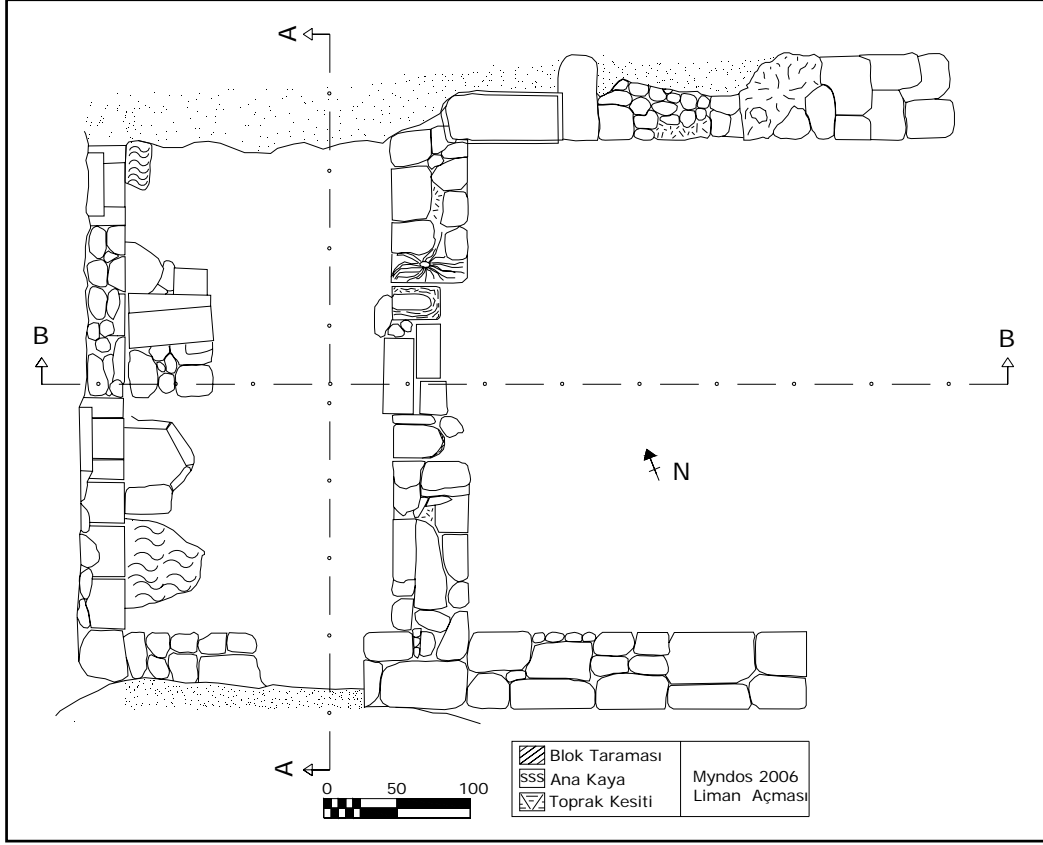 A
B
B
N
A
0 50 100
Blok Taraması
SSS Ana Kaya
Toprak Kesiti
Myndos 2006
Liman Açması